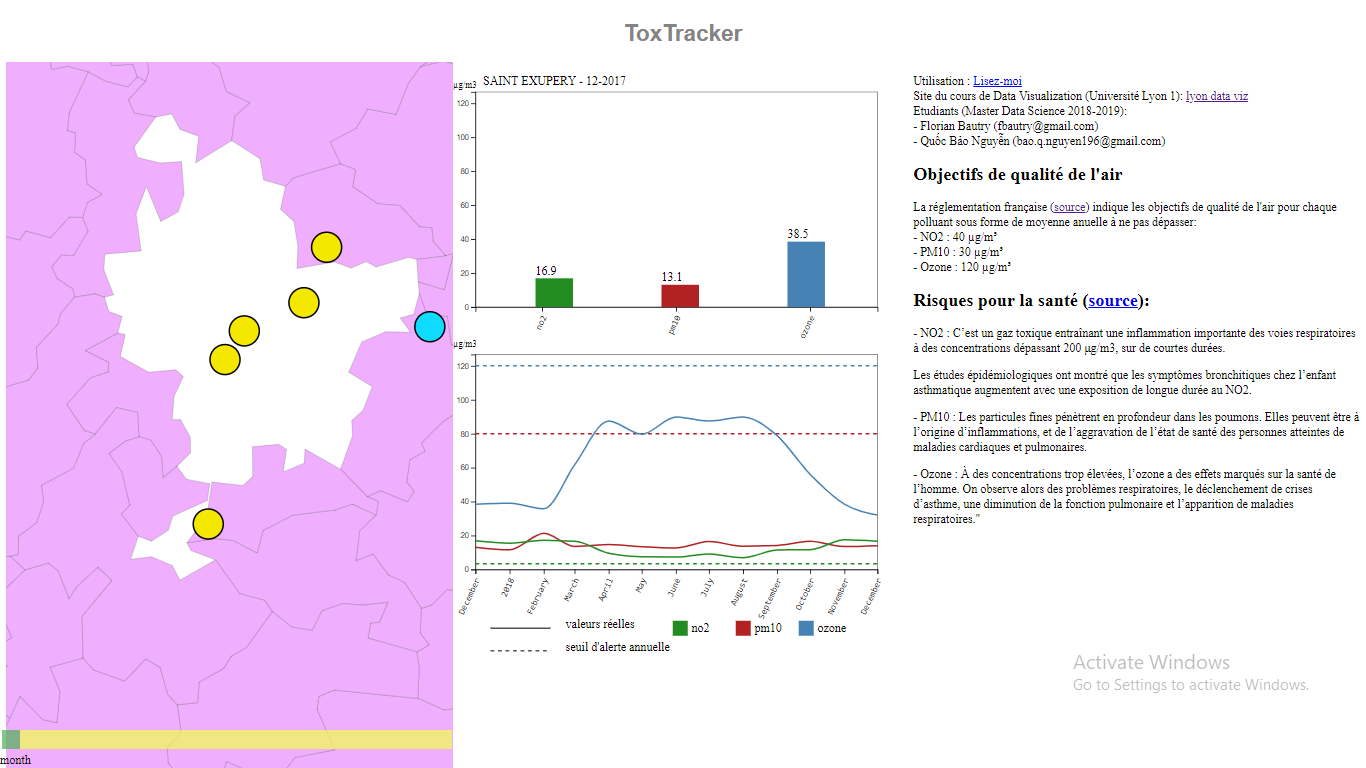 ToxTracker
month
µg/m3
SAINT EXUPERY - 12-2017
120
100
80
60
40
20
0
16.9
13.1
38.5
no2
pm10
ozone
µg/m3
120
100
80
60
40
20
0
December
2018
February
March
April
May
June
July
August
September
October
November
December
valeurs réelles
no2
pm10
ozone
seuil d'alerte annuelle
Utilisation : Lisez-moi
Site du cours de Data Visualization (Université Lyon 1): lyon data viz
Etudiants (Master Data Science 2018-2019):
- Florian Bautry (fbautry@gmail.com)
- Quốc Bảo Nguyễn (bao.q.nguyen196@gmail.com)
Objectifs de qualité de l'air
La réglementation française (source) indique les objectifs de qualité de l'air pour chaque
polluant sous forme de moyenne anuelle à ne pas dépasser:
- NO2 : 40 µg/m³
- PM10 : 30 µg/m³
- Ozone : 120 µg/m³
Risques pour la santé (source):
- NO2 : C’est un gaz toxique entraînant une inflammation importante des voies respiratoires
à des concentrations dépassant 200 µg/m3, sur de courtes durées.
Les études épidémiologiques ont montré que les symptômes bronchitiques chez l’enfant
asthmatique augmentent avec une exposition de longue durée au NO2.
- PM10 : Les particules fines pénètrent en profondeur dans les poumons. Elles peuvent être à
l’origine d’inflammations, et de l’aggravation de l’état de santé des personnes atteintes de
maladies cardiaques et pulmonaires.
- Ozone : À des concentrations trop élevées, l’ozone a des effets marqués sur la santé de
l’homme. On observe alors des problèmes respiratoires, le déclenchement de crises
d’asthme, une diminution de la fonction pulmonaire et l’apparition de maladies
respiratoires."
Activate Windows
Go to Settings to activate Windows.